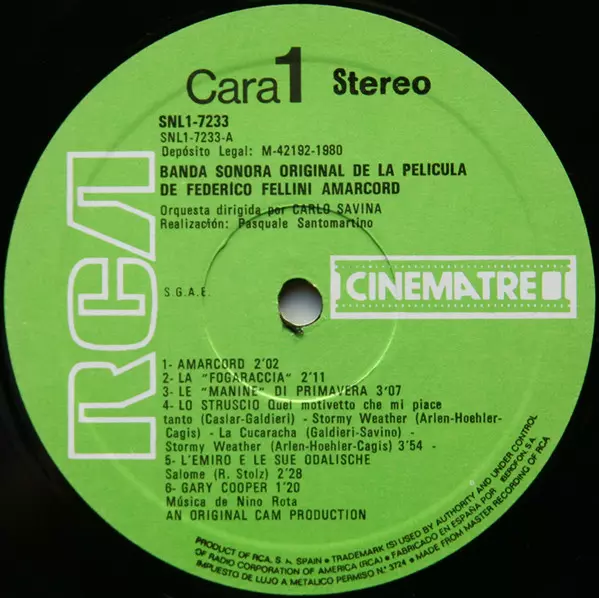 Cara 1 Stereo
SNL1-7233
SNL1-7233-A
Depósito Legal: M-42192-1980
BANDA SONORA ORIGINAL DE LA PELICULA
DE FEDERICO FELLINI AMARCORD
Orquesta dirigida por CARLO SAVINA
Realización: Pasquale Santomartino
RCA
S.G.A.E.
CINEMATRE
1- AMARCORD 2'02
2- LA "FOGARACCIA" 2'11
3- LE "MANINE" DI PRIMAVERA 3'07
4- LO STRUSCIO Quel motivetto che mi piace
tanto (Casiar-Galdieri) - Stormy Weather (Arlen-Hoehler-
Cagis) - La Cucaracha (Galdieri-Savino) -
Stormy Weather (Arlen-Hoehler-Cagis) 3'54 -
5- L'EMIRO E LE SUE ODALISCHE
Salome (R. Stolz) 2'28
6- GARY COOPER 1'20
Música de Nino Rota
AN ORIGINAL CAM PRODUCTION
PRODUCT OF RCA, S. A. SPAIN • TRADEMARK (S) USED BY AUTHORITY AND UNDER CONTROL
OF RADIO CORPORATION OF AMERICA (RCA) • FABRICADO EN ESPAÑA POR IBEROFON, S.A.
IMPUESTO DE LUJO A METALICO PERMISO N.º 3724 • MADE FROM MASTER RECORDING OF RCA